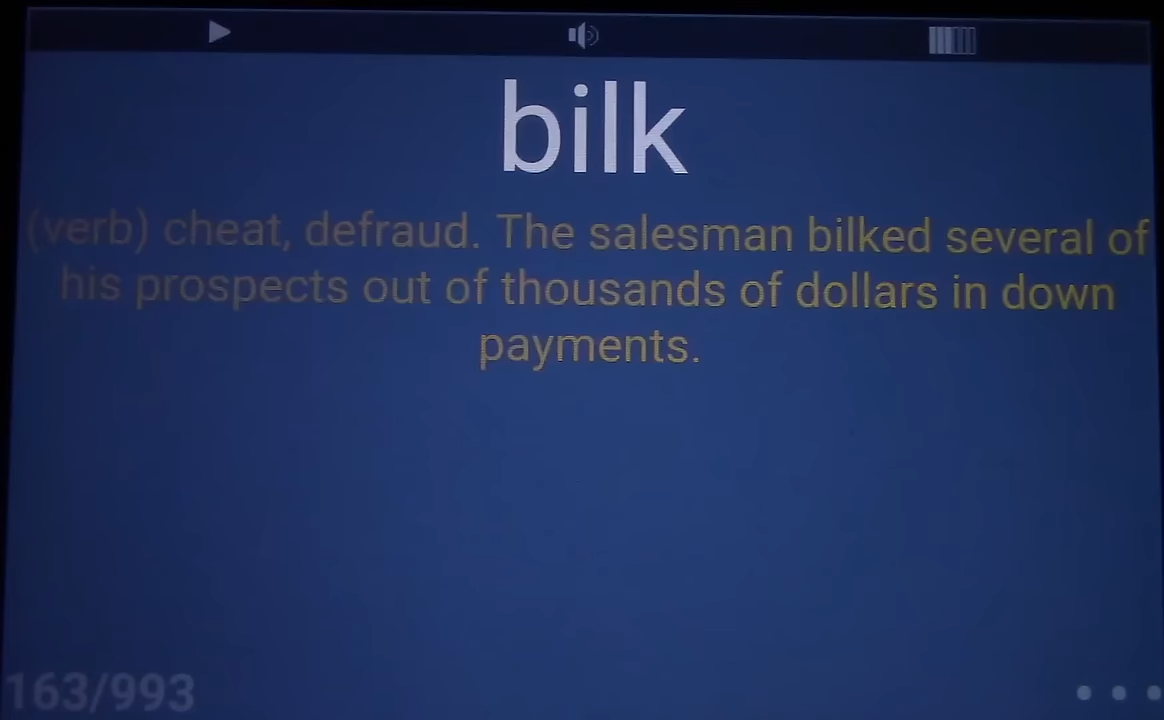 bilk
(verb) cheat, defraud. The salesman bilked several of
his prospects out of thousands of dollars in down
payments.
163/993